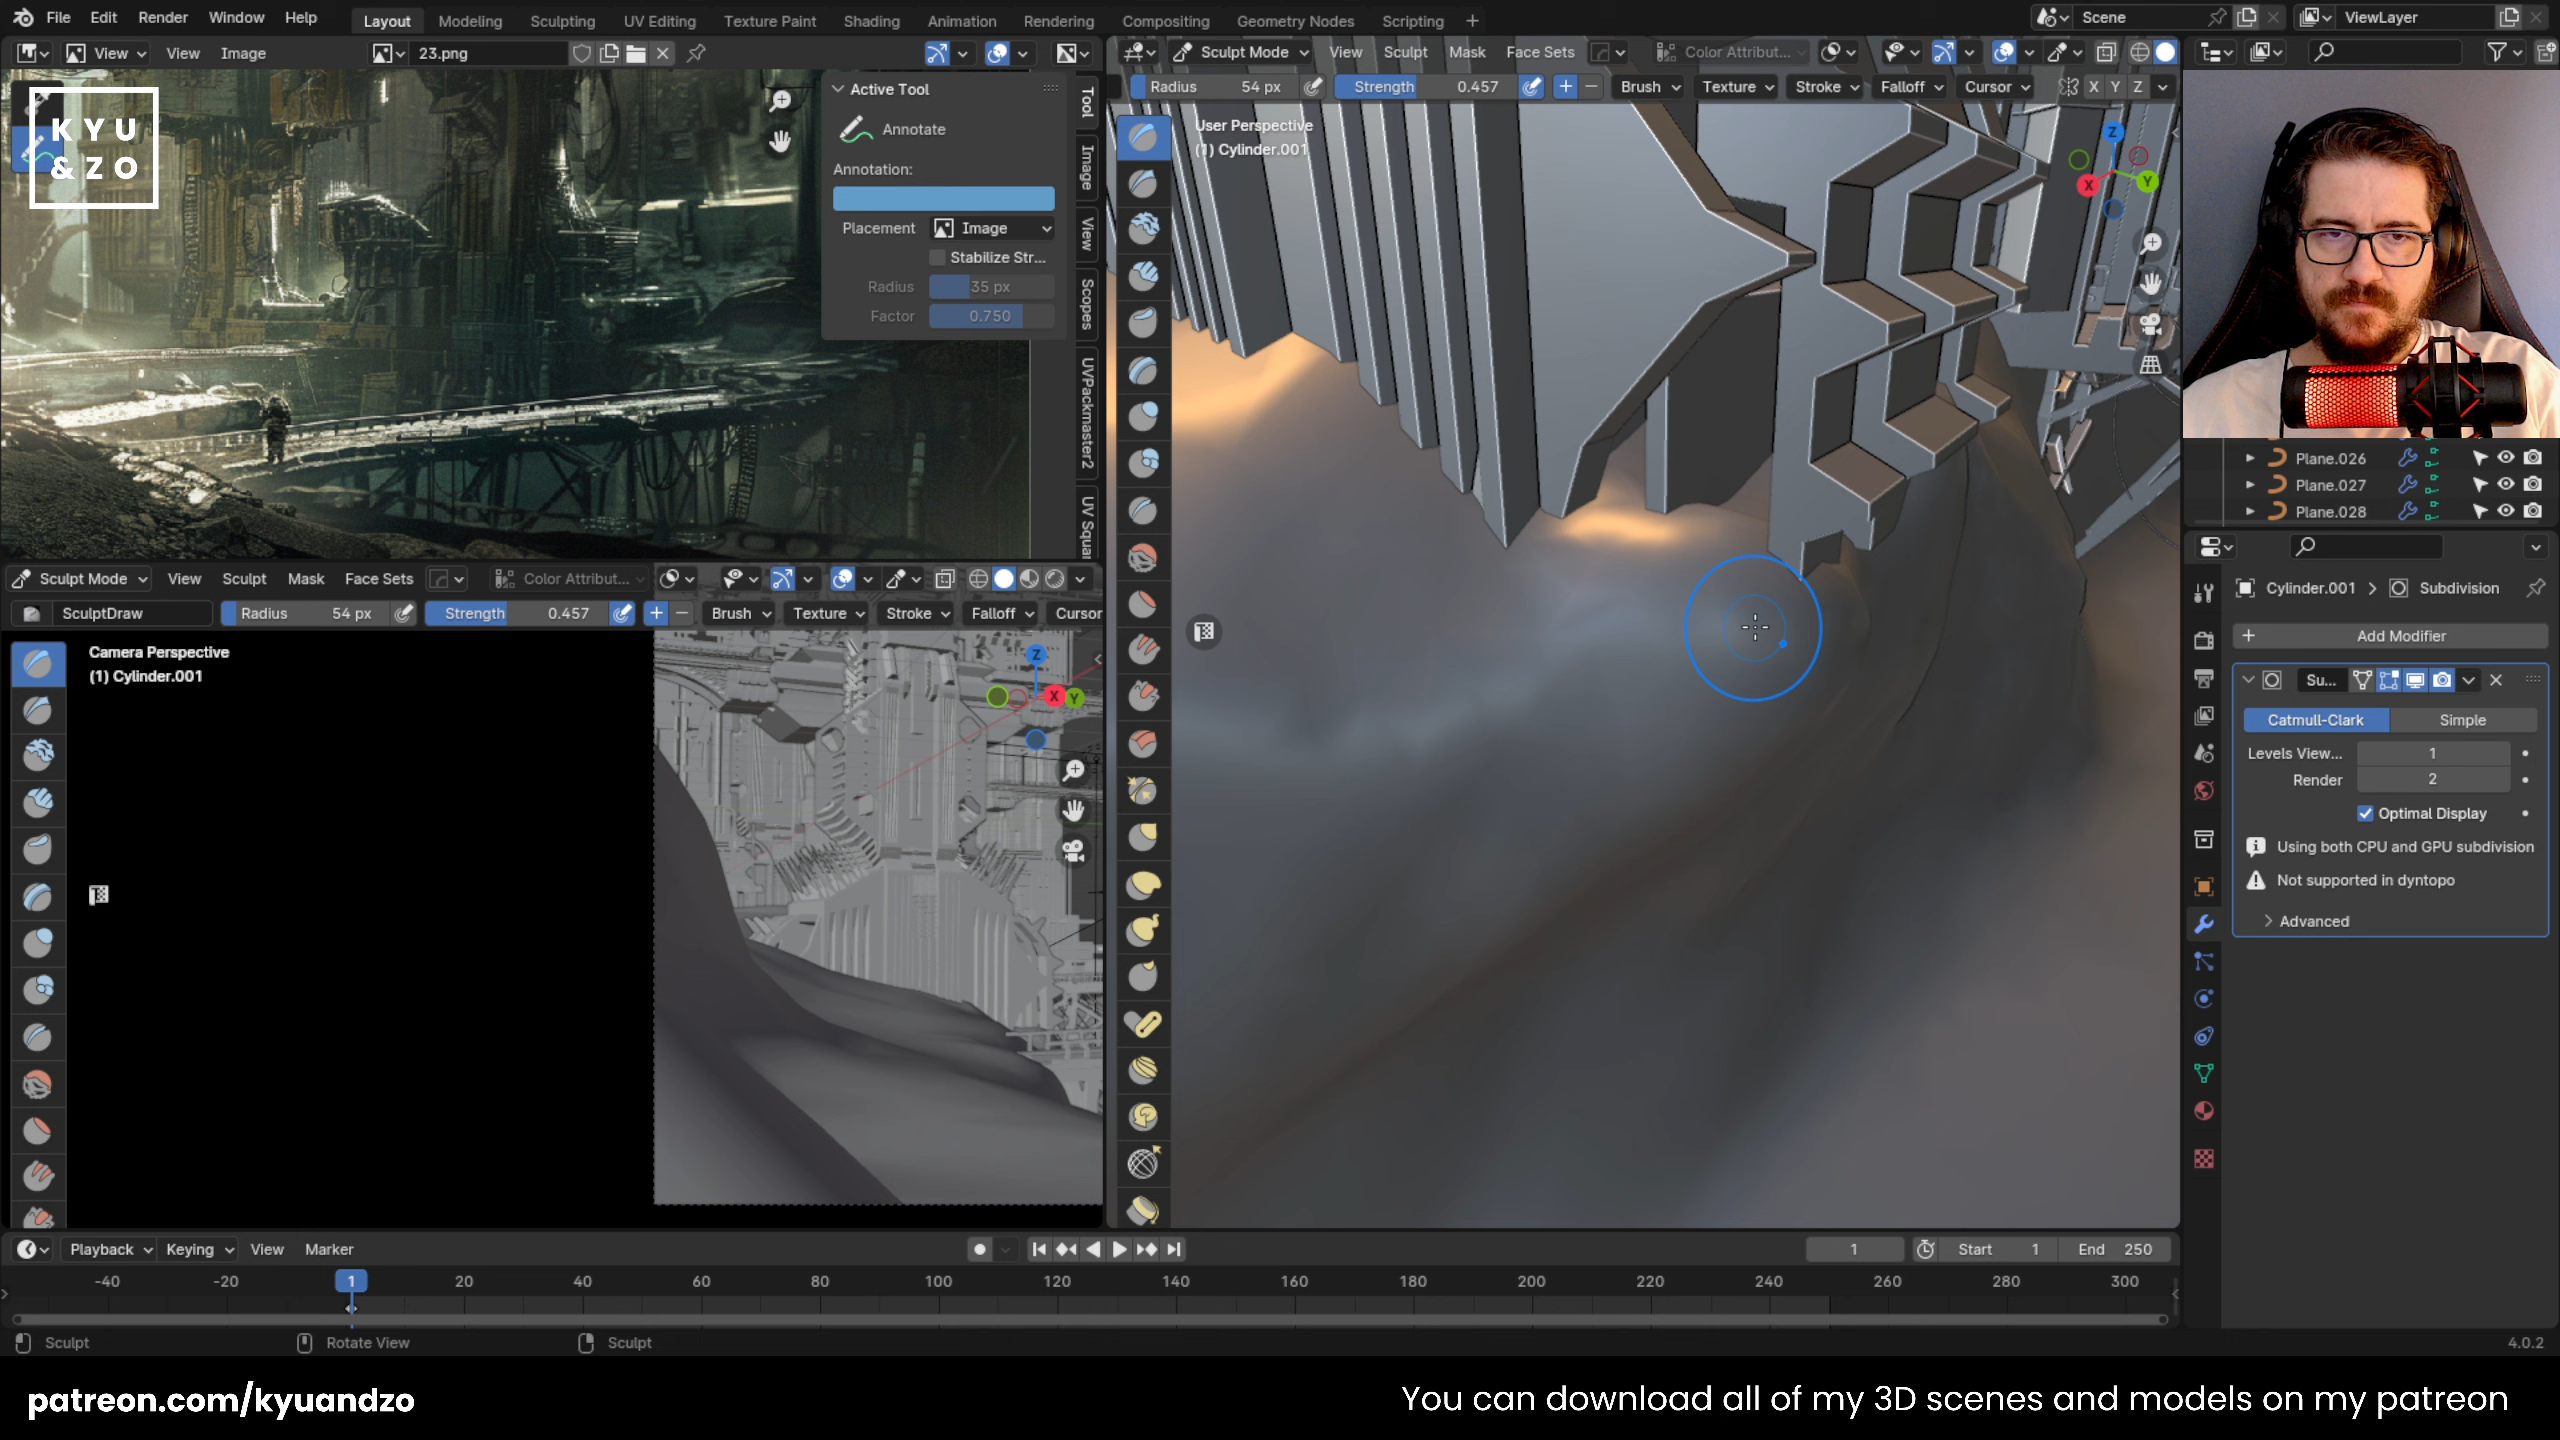 File Edit Render Window Help Layout Modeling Sculpting UV Editing Texture Paint Shading Animation Rendering Compositing Geometry Nodes Scripting + Scene ViewLayer
View View Image 23.png
Sculpt Mode View Sculpt Mask Face Sets Color Attribut...
Radius 54 px Strength 0.457 Brush Texture Stroke Falloff Cursor X Y Z
KYU
&ZO
Active Tool
Annotate
Annotation:
Placement Image
Stabilize Str...
Radius 35 px
Factor 0.750
Tool
Image
View
Scopes
UVPackmaster2
UV Squa
User Perspective
(1) Cylinder.001
Z
X
Y
Plane.026
Plane.027
Plane.028
Sculpt Mode View Sculpt Mask Face Sets Color Attribut...
SculptDraw Radius 54 px Strength 0.457 Brush Texture Stroke Falloff Cursor
Camera Perspective
(1) Cylinder.001
Z
X Y
Cylinder.001 > Subdivision
Add Modifier
Su...
Catmull-Clark Simple
Levels View... 1
Render 2
Optimal Display
Using both CPU and GPU subdivision
Not supported in dyntopo
Advanced
Playback Keying View Marker 1 Start 1 End 250
-40 -20 1 20 40 60 80 100 120 140 160 180 200 220 240 260 280 300
Sculpt Rotate View Sculpt 4.0.2
patreon.com/kyuandzo
You can download all of my 3D scenes and models on my patreon